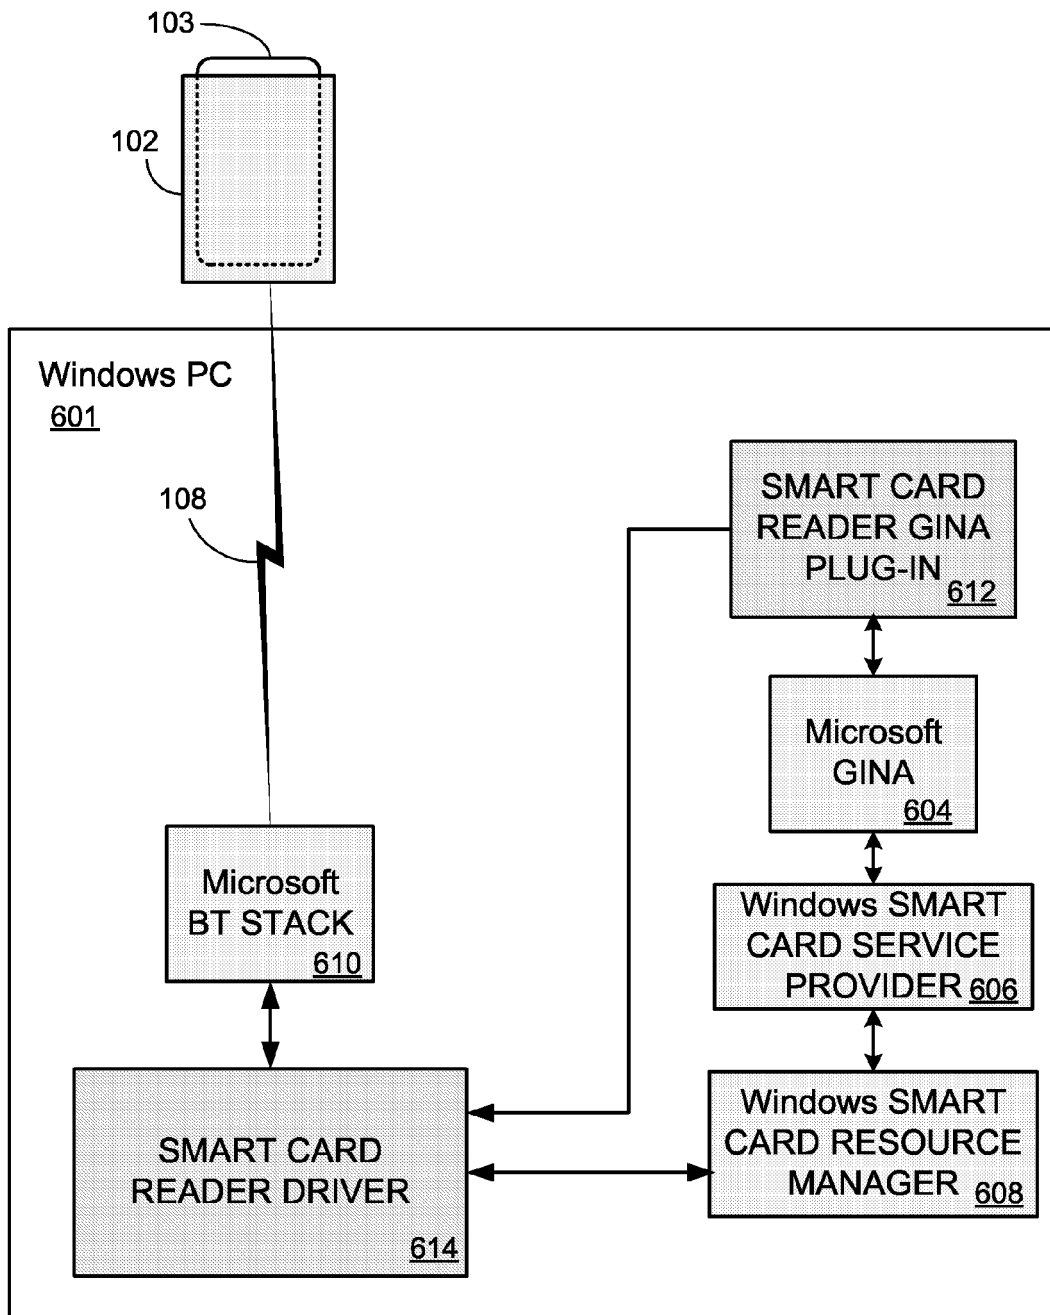 103
102
Windows PC
601
108
SMART CARD
READER GINA
PLUG-IN
612
Microsoft
GINA
604
Microsoft
BT STACK
610
Windows SMART
CARD SERVICE
PROVIDER 606
SMART CARD
READER DRIVER
614
Windows SMART
CARD RESOURCE
MANAGER 608